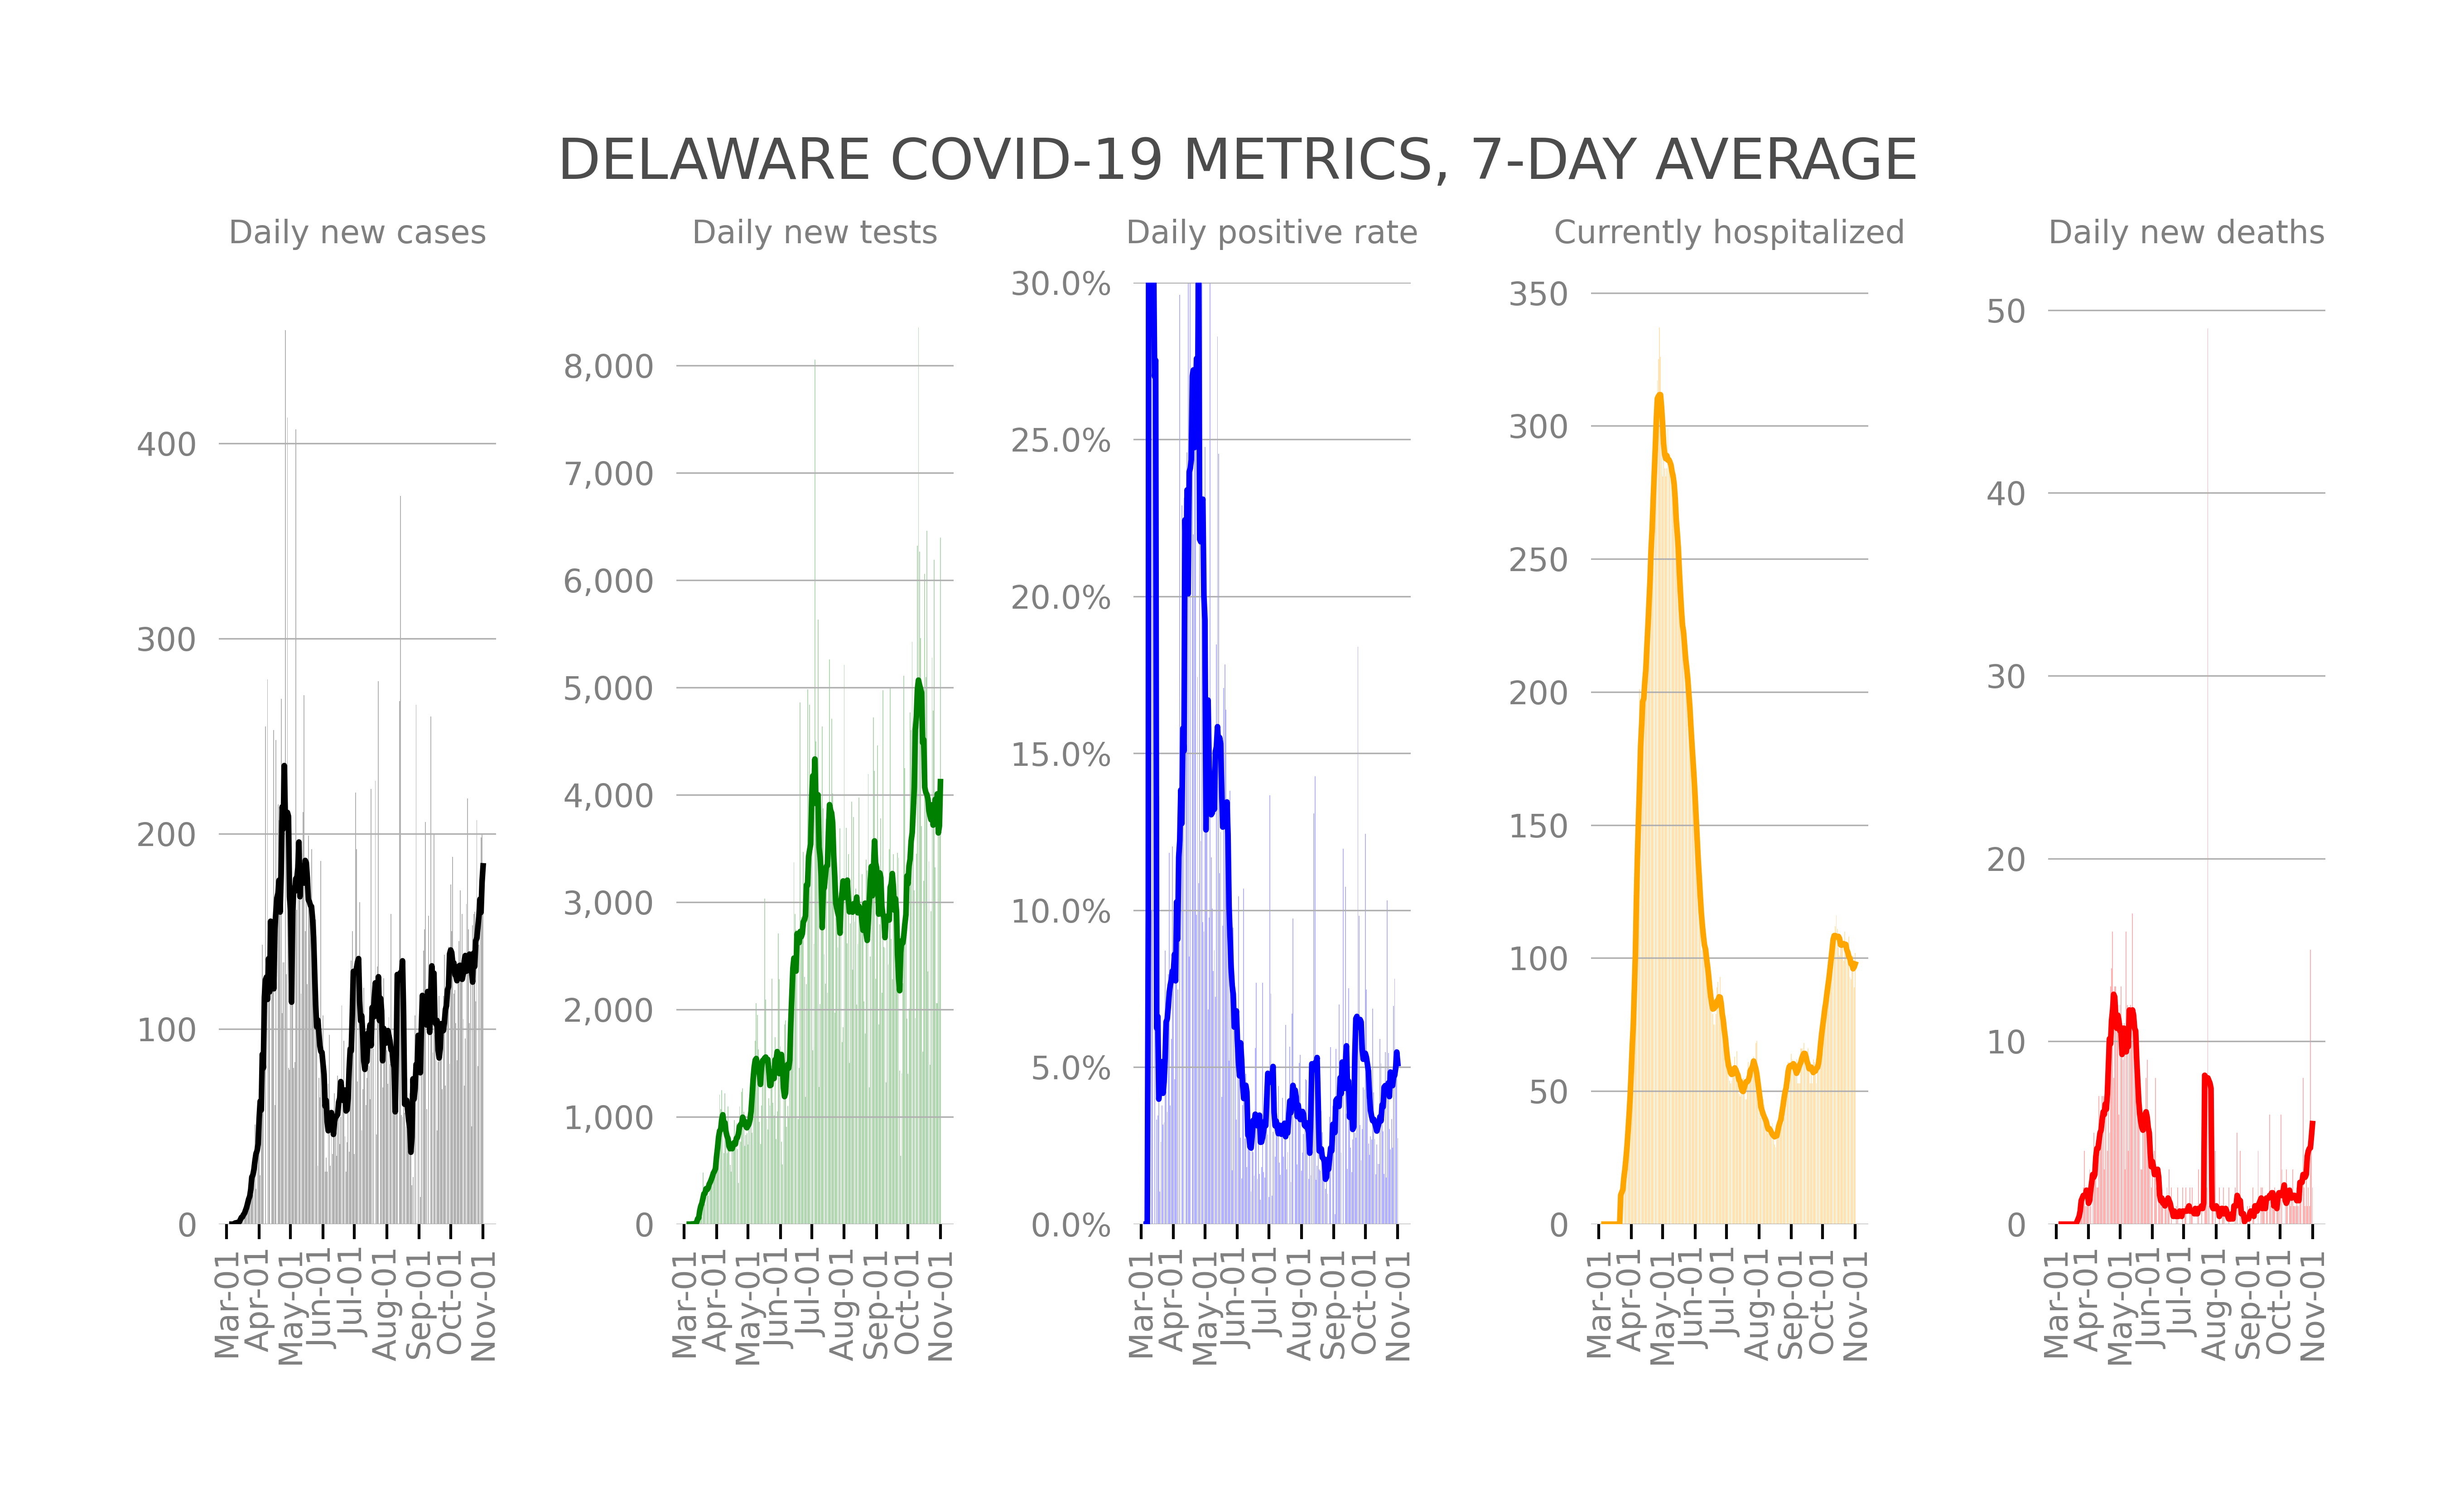 DELAWARE COVID-19 METRICS, 7-DAY AVERAGE
Daily new cases
400
300
200
100
0
Mar-01
Apr-01
May-01
Jun-01
Jul-01
Aug-01
Sep-01
Oct-01
Nov-01
Daily new tests
8,000
7,000
6,000
5,000
4,000
3,000
2,000
1,000
0
Mar-01
Apr-01
May-01
Jun-01
Jul-01
Aug-01
Sep-01
Oct-01
Nov-01
Daily positive rate
30.0%
25.0%
20.0%
15.0%
10.0%
5.0%
0.0%
Mar-01
Apr-01
May-01
Jun-01
Jul-01
Aug-01
Sep-01
Oct-01
Nov-01
Currently hospitalized
350
300
250
200
150
100
50
0
Mar-01
Apr-01
May-01
Jun-01
Jul-01
Aug-01
Sep-01
Oct-01
Nov-01
Daily new deaths
50
40
30
20
10
0
Mar-01
Apr-01
May-01
Jun-01
Jul-01
Aug-01
Sep-01
Oct-01
Nov-01